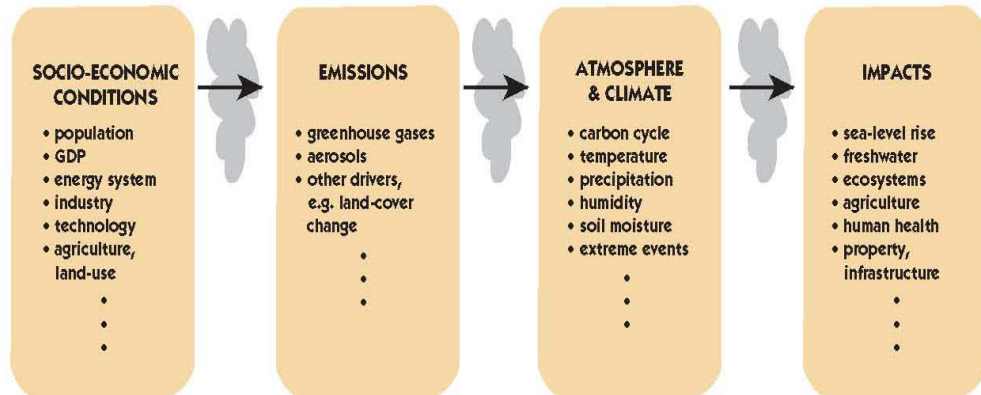 SOCIO-ECONOMIC
CONDITIONS
• population
• GDP
• energy system
• industry
• technology
• agriculture,
land-use
•
•
•
EMISSIONS
• greenhouse gases
• aerosols
• other drivers,
e.g. land-cover
change
•
•
•
ATMOSPHERE
& CLIMATE
• carbon cycle
• temperature
• precipitation
• humidity
• soil moisture
• extreme events
•
•
•
IMPACTS
• sea-level rise
• freshwater
• ecosystems
• agriculture
• human health
• property,
infrastructure
•
•
•